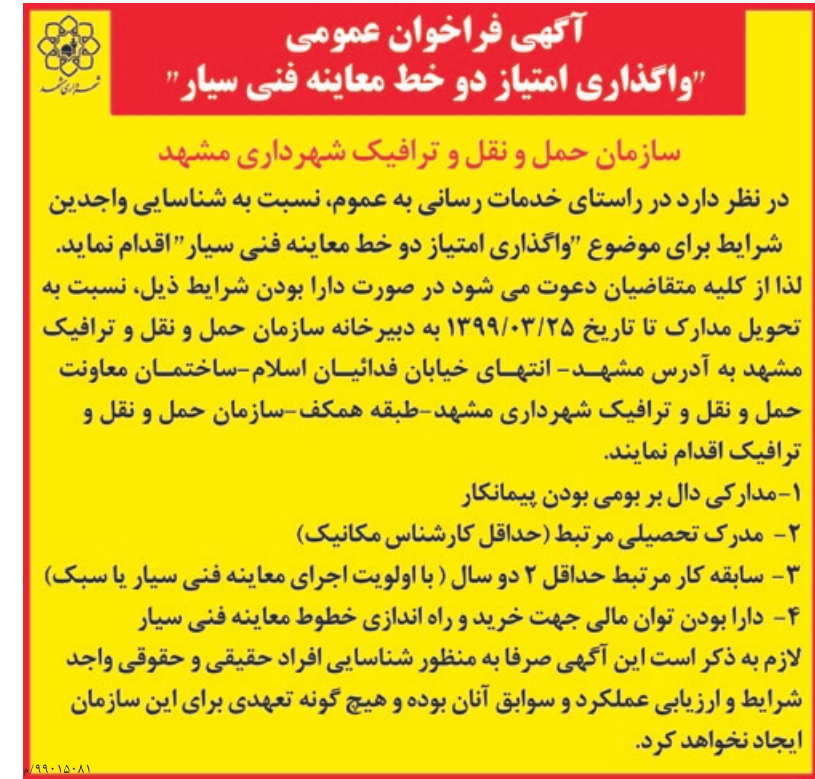 آگهی فراخوان عمومی
"واگذاری امتیاز دو خط معاینه فنی سیار"
شهرداری مشهد
سازمان حمل و نقل و ترافیک شهرداری مشهد
در نظر دارد در راستای خدمات رسانی به عموم، نسبت به شناسایی واجدین
شرایط برای موضوع "واگذاری امتیاز دو خط معاینه فنی سیار" اقدام نماید.
لذا از کلیه متقاضیان دعوت می شود در صورت دارا بودن شرایط ذیل، نسبت به
تحویل مدارک تا تاریخ ۱۳۹۹/۰۳/۲۵ به دبیرخانه سازمان حمل و نقل و ترافیک
مشهد به آدرس مشهد- انتهای خیابان فدائیان اسلام-ساختمان معاونت
حمل و نقل و ترافیک شهرداری مشهد-طبقه همکف-سازمان حمل و نقل و
ترافیک اقدام نمایند.
۱-مدارکی دال بر بومی بودن پیمانکار
۲- مدرک تحصیلی مرتبط (حداقل کارشناس مکانیک)
۳- سابقه کار مرتبط حداقل ۲ دو سال ( با اولویت اجرای معاینه فنی سیار یا سبک)
۴- دارا بودن توان مالی جهت خرید و راه اندازی خطوط معاینه فنی سیار
لازم به ذکر است این آگهی صرفا به منظور شناسایی افراد حقیقی و حقوقی واجد
شرایط و ارزیابی عملکرد و سوابق آنان بوده و هیچ گونه تعهدی برای این سازمان
ایجاد نخواهد کرد.
۹۹۰۱۵۰۸۱/م